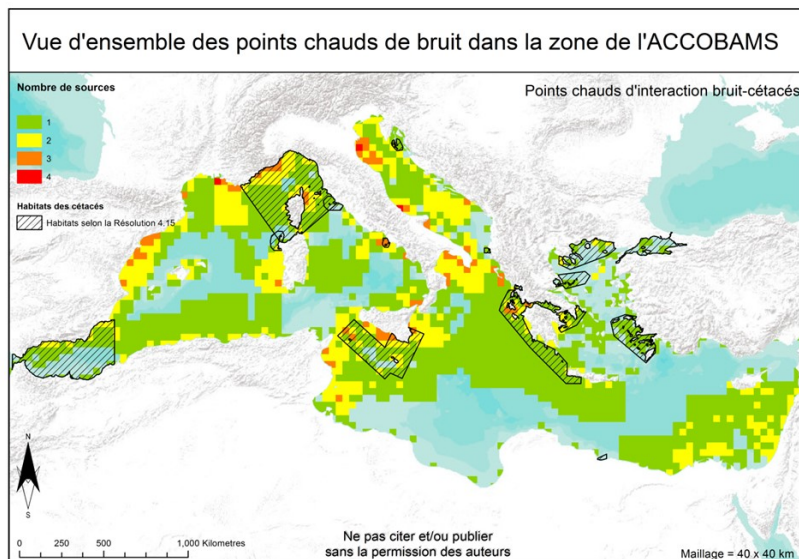 Vue d'ensemble des points chauds de bruit dans la zone de l'ACCOBAMS
Nombre de sources
1
2
3
4
Habitats des cétacés
Habitats selon la Résolution 4.15
Points chauds d'interaction bruit-cétacés
N
S
0 250 500 1,000 Kilometres
Ne pas citer et/ou publier
sans la permission des auteurs
Maillage = 40 x 40 km